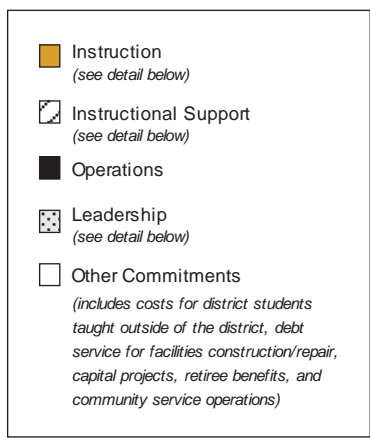 Instruction
(see detail below)
Instructional Support
(see detail below)
Operations
Leadership
(see detail below)
Other Commitments
(includes costs for district students
taught outside of the district, debt
service for facilities construction/repair,
capital projects, retiree benefits, and
community service operations)